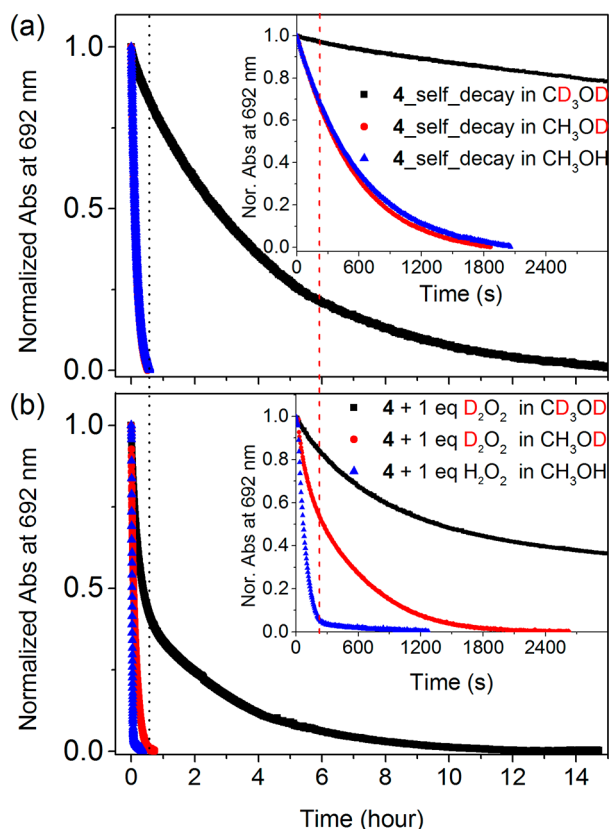 (a)
Normalized Abs at 692 nm
1.0
0.5
0.0
Nor. Abs at 692 nm
1.0
0.8
0.6
0.4
0.2
0.0
4_self_decay in CD₃OD
4_self_decay in CH₃OD
4_self_decay in CH₃OH
0 600 1200 1800 2400
Time (s)
(b)
Normalized Abs at 692 nm
1.0
0.5
0.0
Nor. Abs at 692 nm
1.0
0.8
0.6
0.4
0.2
0.0
4 + 1 eq D₂O₂ in CD₃OD
4 + 1 eq D₂O₂ in CH₃OD
4 + 1 eq H₂O₂ in CH₃OH
0 600 1200 1800 2400
Time (s)
0 2 4 6 8 10 12 14
Time (hour)